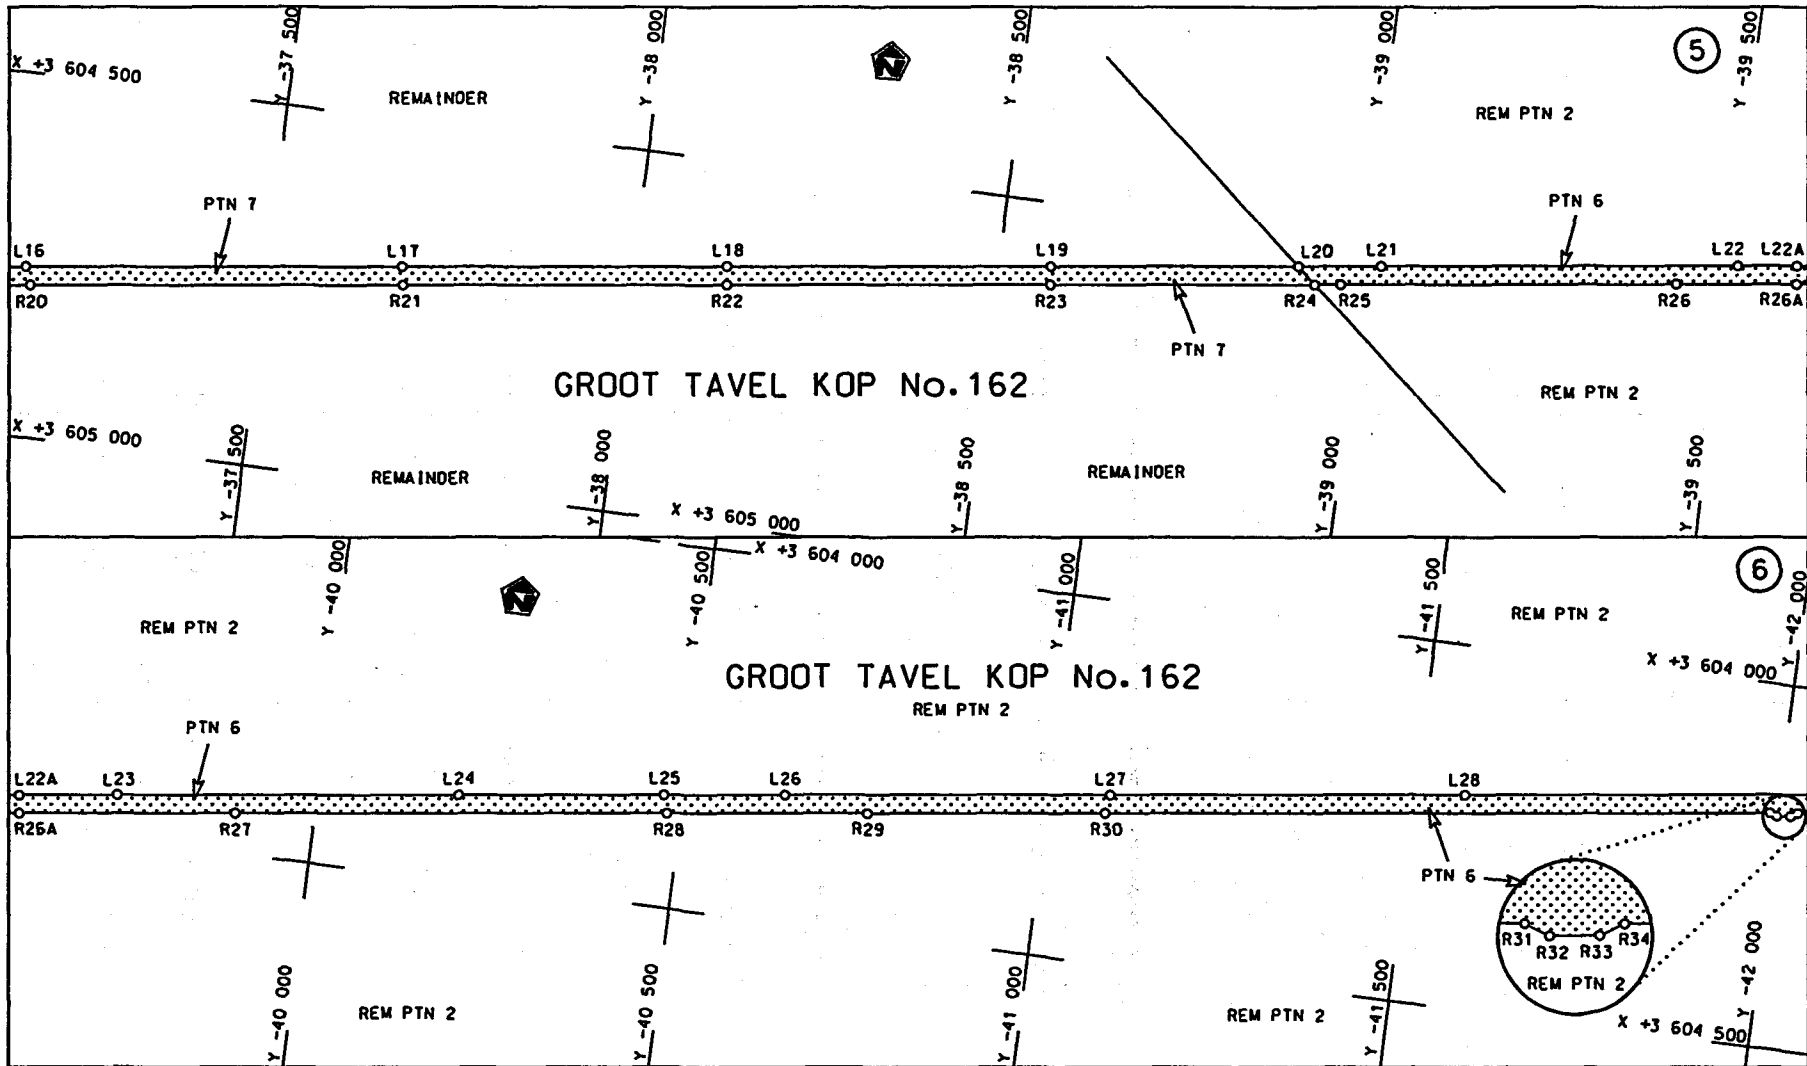 Y -37 500
Y -38 000
Y -38 500
Y -39 000
Y -39 500
5
X +3 604 500
N
REMAINDER
REM PTN 2
PTN 7
PTN 6
L16
L17
L18
L19
L20
L21
L22
L22A
R20
R21
R22
R23
R24
R25
R26
R26A
PTN 7
GROOT TAVEL KOP No.162
REM PTN 2
X +3 605 000
Y -37 500
Y -38 000
Y -38 500
Y -39 000
Y -39 500
REMAINDER
REMAINDER
X +3 605 000
X +3 604 000
Y -40 000
Y -40 500
Y -41 000
Y -41 500
Y -42 000
6
N
REM PTN 2
REM PTN 2
X +3 604 000
GROOT TAVEL KOP No.162
REM PTN 2
PTN 6
L22A
L23
L24
L25
L26
L27
L28
R26A
R27
R28
R29
R30
PTN 6
R31
R32
R33
R34
REM PTN 2
REM PTN 2
REM PTN 2
X +3 604 500
Y -40 000
Y -40 500
Y -41 000
Y -41 500
Y -42 000